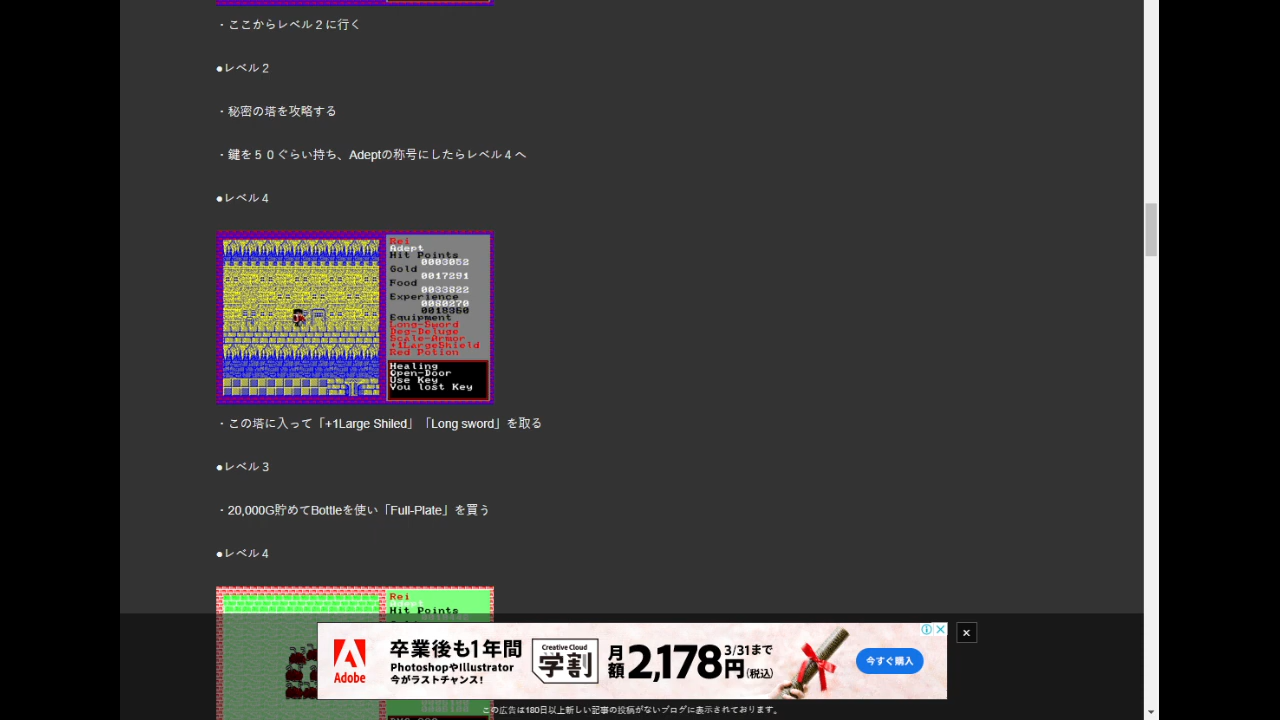 ・ここからレベル２に行く
●レベル２
・秘密の塔を攻略する
・鍵を５０ぐらい持ち、Adeptの称号にしたらレベル４へ
●レベル４
Rei
Adept
Hit Points
0003052
Gold
0017291
Food
0033822
Experience
0080270
0018360
Equipment
Long-Sword
Deg-Deluge
Scale-Armor
+1LargeShield
Red Potion
Healing
Open-Door
Use Key
You lost Key
・この塔に入って「+1Large Shiled」「Long sword」を取る
●レベル３
・20,000G貯めてBottleを使い「Full-Plate」を買う
●レベル４
Rei
Hit Points
Adobe
卒業後も1年間
PhotoshopやIllustrator
今がラストチャンス!
Creative Cloud
学割
月額2,178円(税込)
3/31まで
今すぐ購入
この広告は180日以上新しい記事の投稿がないブログに表示されております。